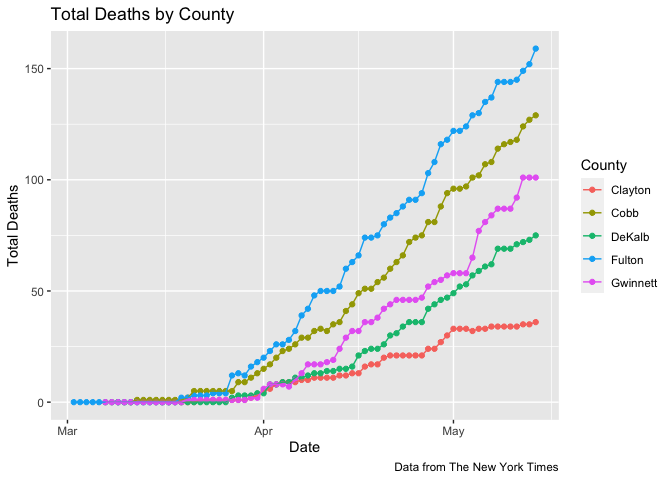 Total Deaths by County
Total Deaths
150
100
50
0
Mar
Apr
May
Date
County
Clayton
Cobb
DeKalb
Fulton
Gwinnett
Data from The New York Times